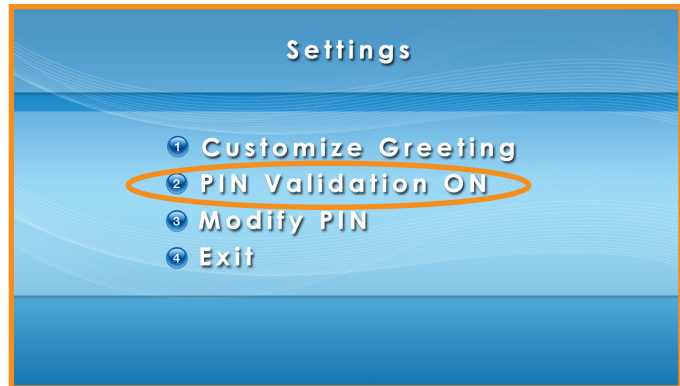 Settings
1 Customize Greeting
2 PIN Validation ON
3 Modify PIN
4 Exit